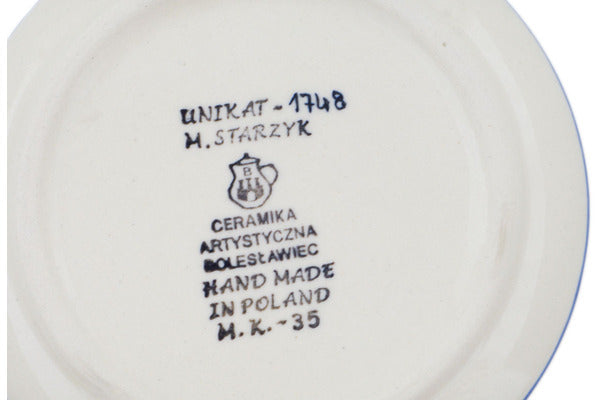 UNIKAT - 1748
M. STARZYK
B
CERAMIKA
ARTYSTYCZNA
BOLESŁAWIEC
HAND MADE
IN POLAND
M.K.-35